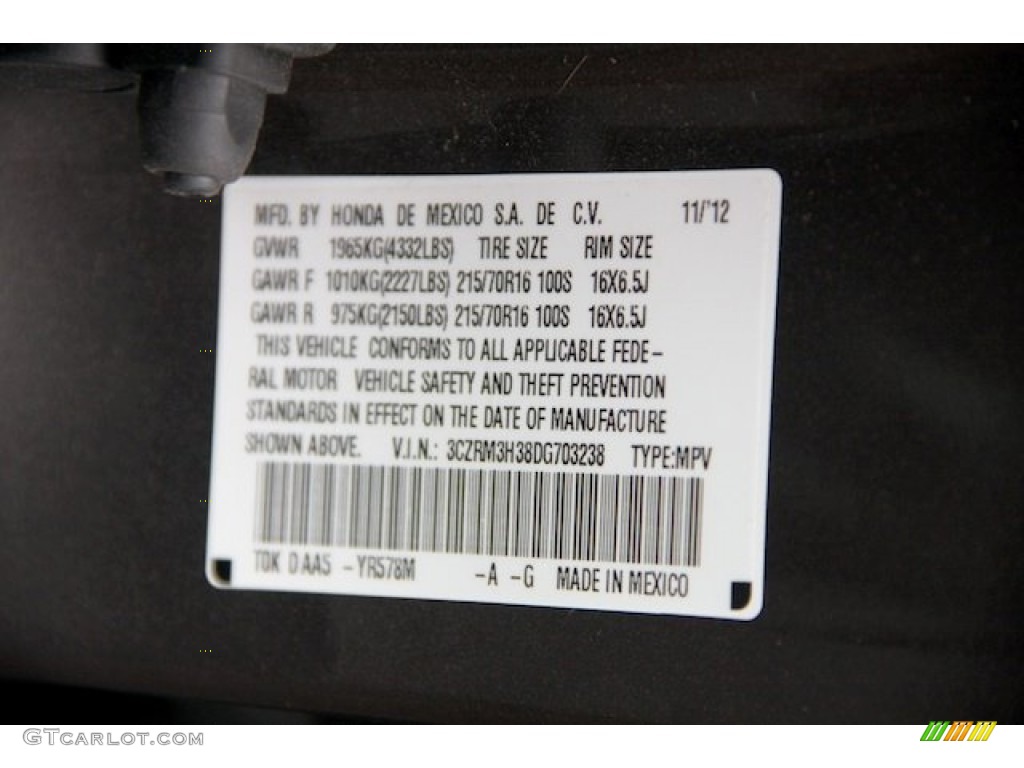 MFD. BY HONDA DE MEXICO S.A. DE C.V. 11/'12
GVWR 1965KG(4332LBS) TIRE SIZE RIM SIZE
GAWR F 1010KG(2227LBS) 215/70R16 100S 16X6.5J
GAWR R 975KG(2150LBS) 215/70R16 100S 16X6.5J
THIS VEHICLE CONFORMS TO ALL APPLICABLE FEDE-
RAL MOTOR VEHICLE SAFETY AND THEFT PREVENTION
STANDARDS IN EFFECT ON THE DATE OF MANUFACTURE
SHOWN ABOVE. V.I.N.: 3CZRM3H38DG703238 TYPE:MPV
T0K D AA5 -YR578M -A -G MADE IN MEXICO
GTCARLOT.COM